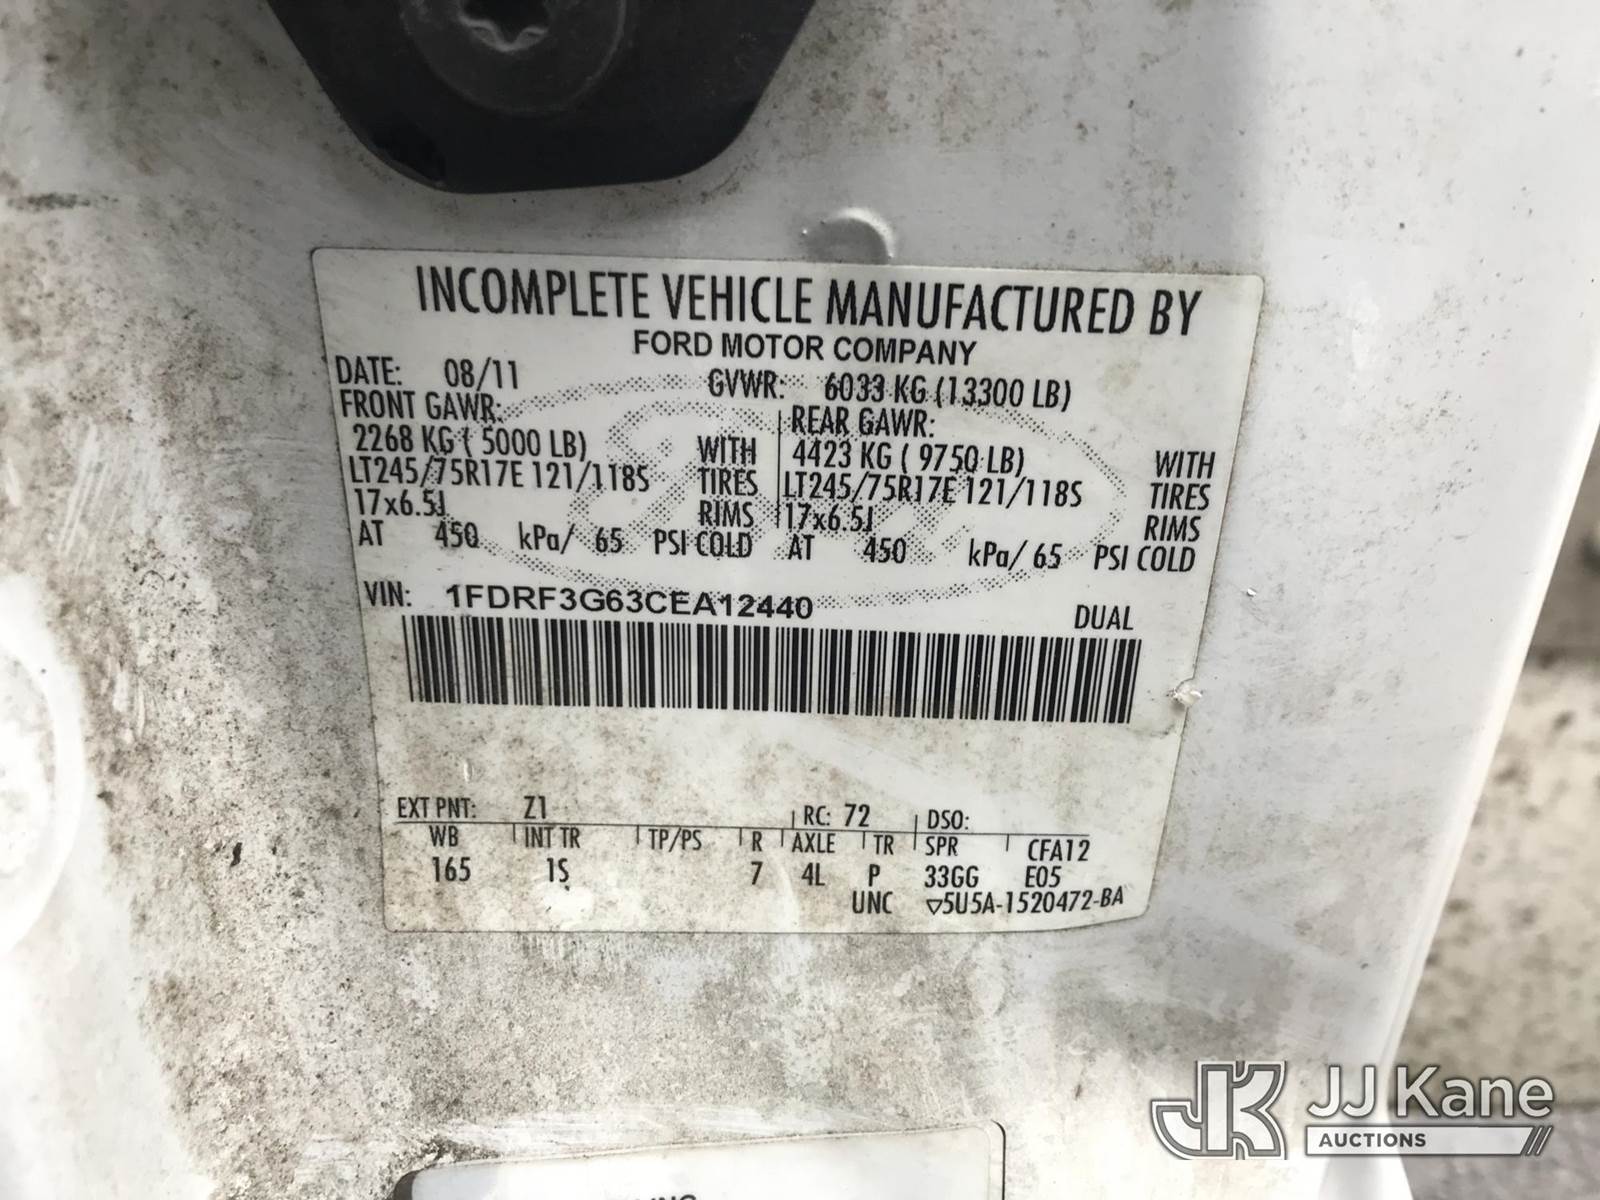 INCOMPLETE VEHICLE MANUFACTURED BY
FORD MOTOR COMPANY
DATE: 08/11 GVWR: 6033 KG (13300 LB)
FRONT GAWR: REAR GAWR:
2268 KG ( 5000 LB) WITH 4423 KG ( 9750 LB) WITH
LT245/75R17E 121/118S TIRES LT245/75R17E 121/118S TIRES
17x6.5J RIMS 17x6.5J RIMS
AT 450 kPa/ 65 PSI COLD AT 450 kPa/ 65 PSI COLD
VIN: 1FDRF3G63CEA12440 DUAL
EXT PNT: Z1 RC: 72 DSO:
WB INT TR TP/PS R AXLE TR SPR CFA12
165 1S 7 4L P 33GG E05
UNC ▽5U5A-1520472-BA
JK JJ Kane
AUCTIONS